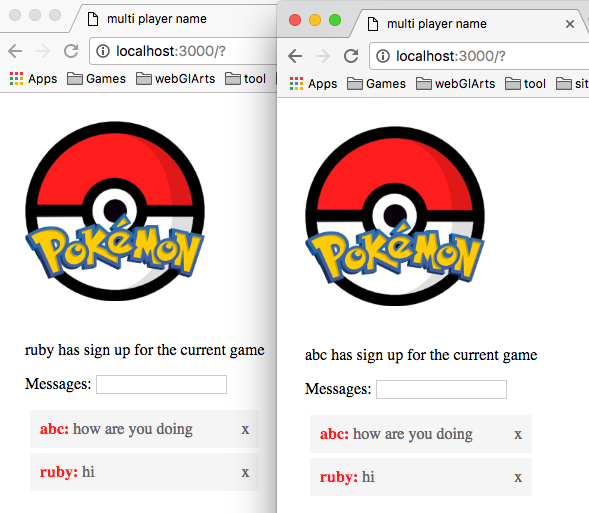 multi player name
localhost:3000/?
Apps Games webGlArts tool
POKéMON
ruby has sign up for the current game
Messages:
abc: how are you doing x
ruby: hi x
multi player name
localhost:3000/?
Apps Games webGlArts tool sit
POKéMON
abc has sign up for the current game
Messages:
abc: how are you doing x
ruby: hi x